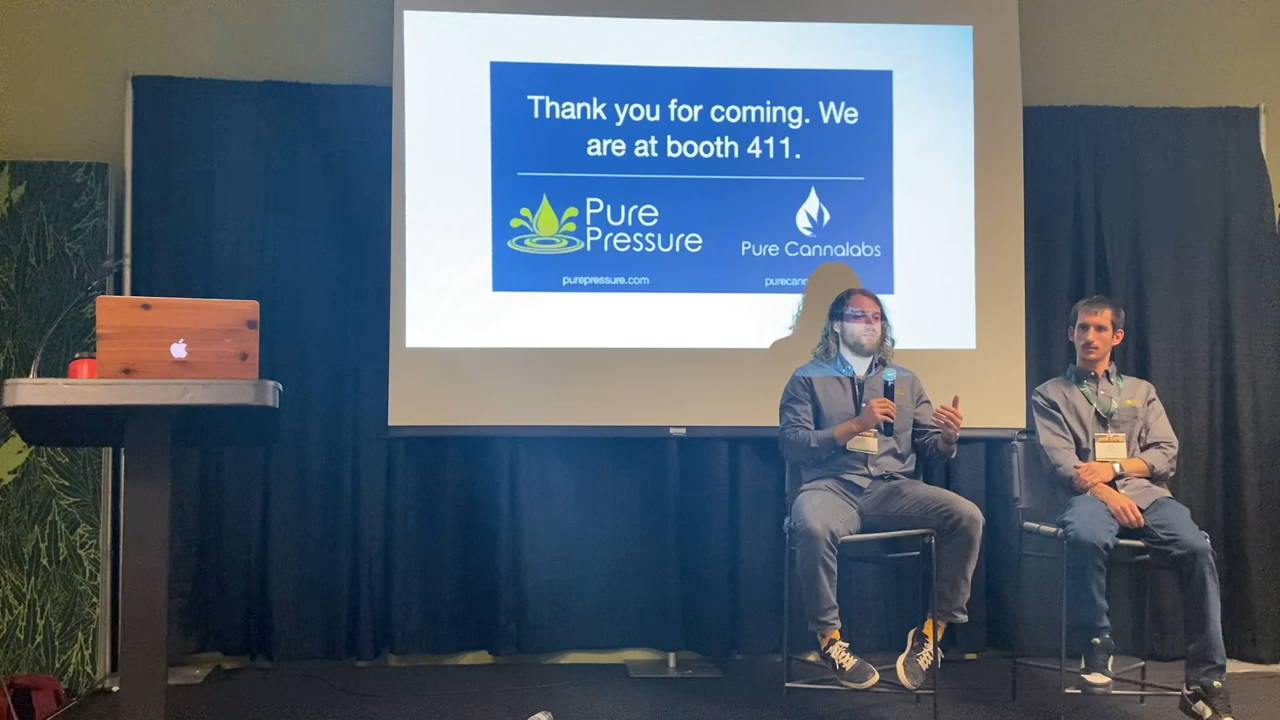 Thank you for coming. We
are at booth 411.
Pure
Pressure
Pure Cannalabs
purepressure.com